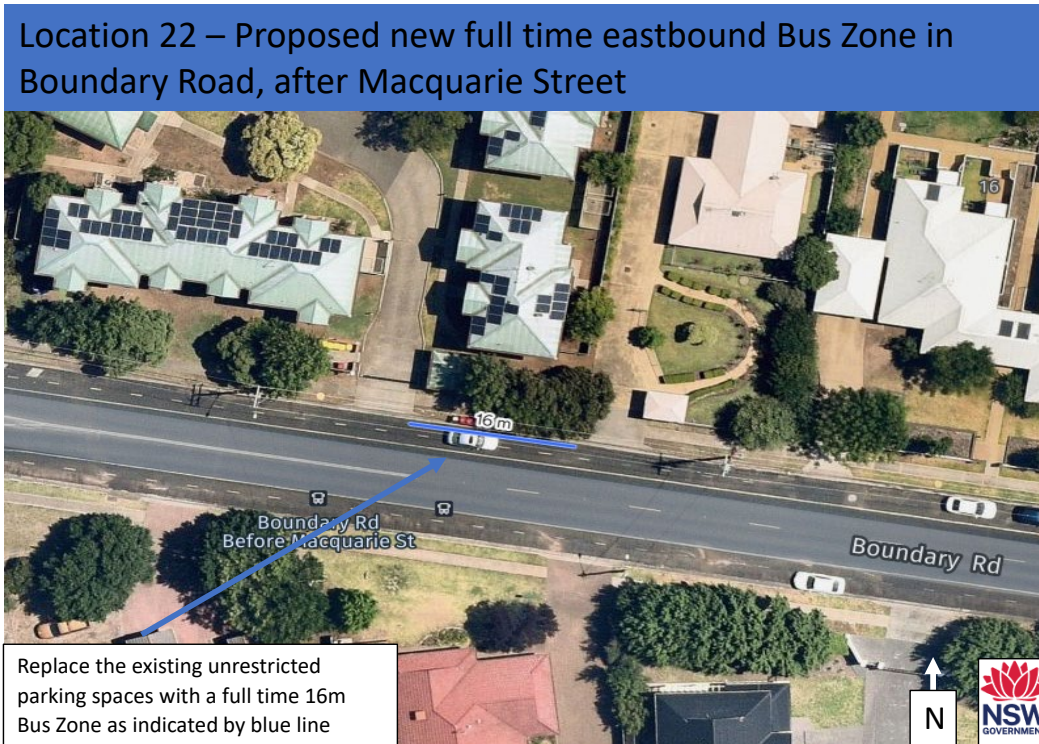 Location 22 – Proposed new full time eastbound Bus Zone in
Boundary Road, after Macquarie Street
16
16 m
Boundary Rd
Before Macquarie St
Boundary Rd
Replace the existing unrestricted
parking spaces with a full time 16m
Bus Zone as indicated by blue line
N
NSW
GOVERNMENT